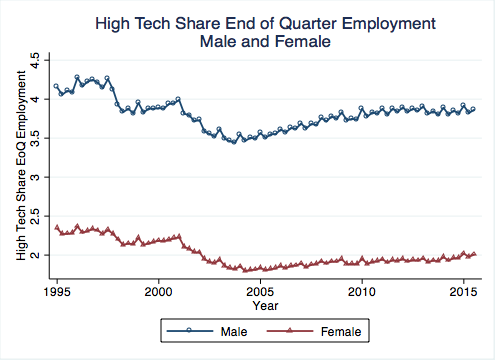 High Tech Share End of Quarter Employment
Male and Female
High Tech Share EoQ Employment
4.5
4
3.5
3
2.5
2
1995
2000
2005
2010
2015
Year
Male
Female